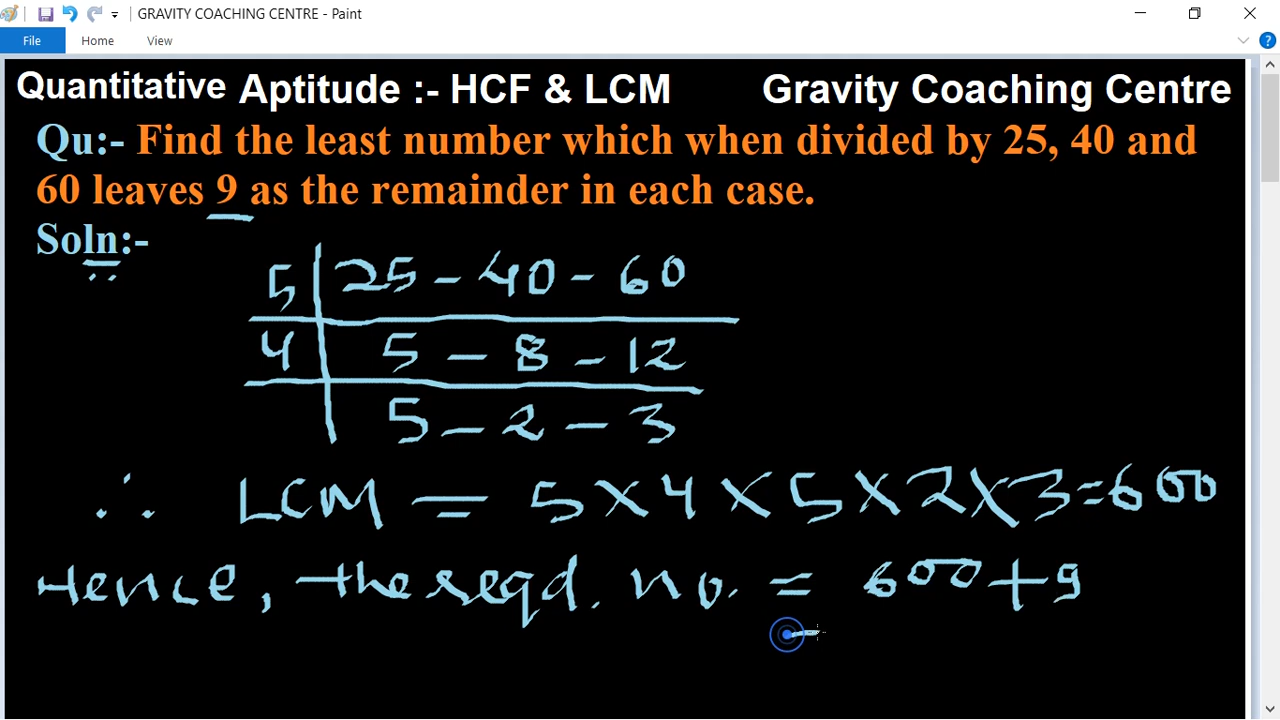 GRAVITY COACHING CENTRE - Paint
File Home View
Quantitative Aptitude :- HCF & LCM Gravity Coaching Centre
Qu:- Find the least number which when divided by 25, 40 and
60 leaves 9 as the remainder in each case.
Soln:-
5 | 25 - 40 - 60
4 | 5 - 8 - 12
| 5 - 2 - 3
∴ LCM = 5 X 4 X 5 X 2 X 3 = 600
Hence, the reqd. no. = 600 + 9